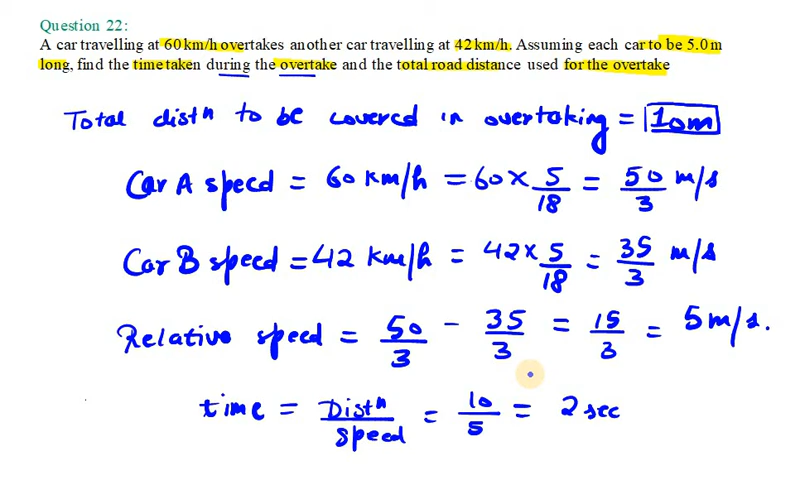 Question 22:
A car travelling at 60 km/h overtakes another car travelling at 42 km/h. Assuming each car to be 5.0 m
long, find the time taken during the overtake and the total road distance used for the overtake
Total distn to be covered in overtaking = 10m
Car A speed = 60 km/h = 60 × 5/18 = 50/3 m/s
Car B speed = 42 km/h = 42 × 5/18 = 35/3 m/s
Relative speed = 50/3 - 35/3 = 15/3 = 5 m/s.
time = Distn/speed = 10/5 = 2 sec